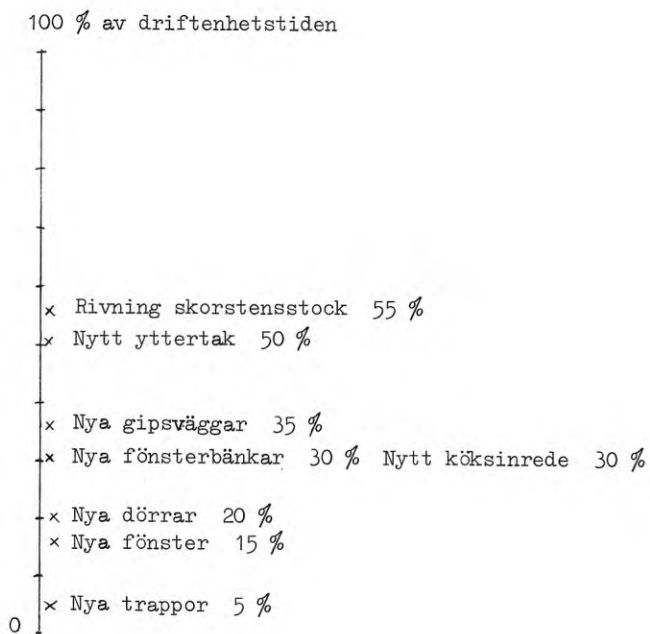 100 % av driftenhetstiden
Rivning skorstensstock 55 %
Nytt yttertak 50 %
Nya gipsväggar 35 %
Nya fönsterbänkar 30 % Nytt köksinrede 30 %
Nya dörrar 20 %
Nya fönster 15 %
Nya trappor 5 %
0